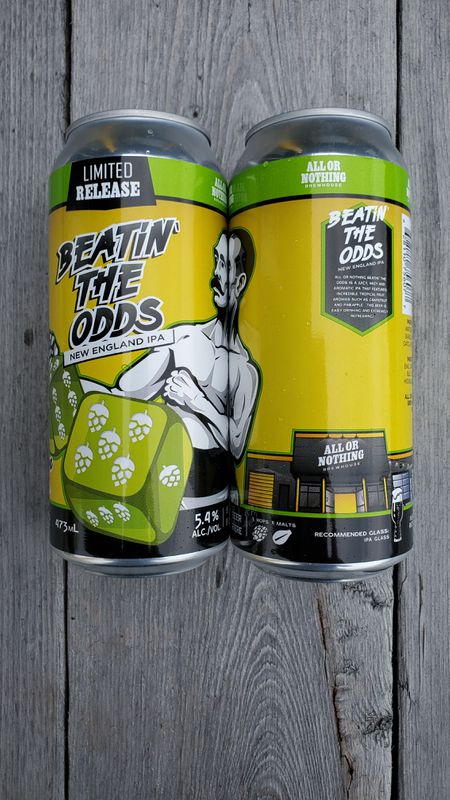 LIMITED
RELEASE
BEATIN'
THE
ODDS
NEW ENGLAND IPA
473mL
5.4%
ALC./VOL.
ALL OR
NOTHING
BREWHOUSE
BEATIN'
THE
ODDS
NEW ENGLAND IPA
ALL OR NOTHING BEATIN' THE
ODDS IS A JUICY, HAZY AND
AROMATIC IPA THAT FEATURES
INCREDIBLE TROPICAL FRUIT
AROMAS SUCH AS GRAPEFRUIT
AND PINEAPPLE. THIS BEER IS
EASY DRINKING AND EXTREMELY
REFRESHING!
ALL OR
NOTHING
BREWHOUSE
HOPS
MALTS
RECOMMENDED GLASS:
IPA GLASS